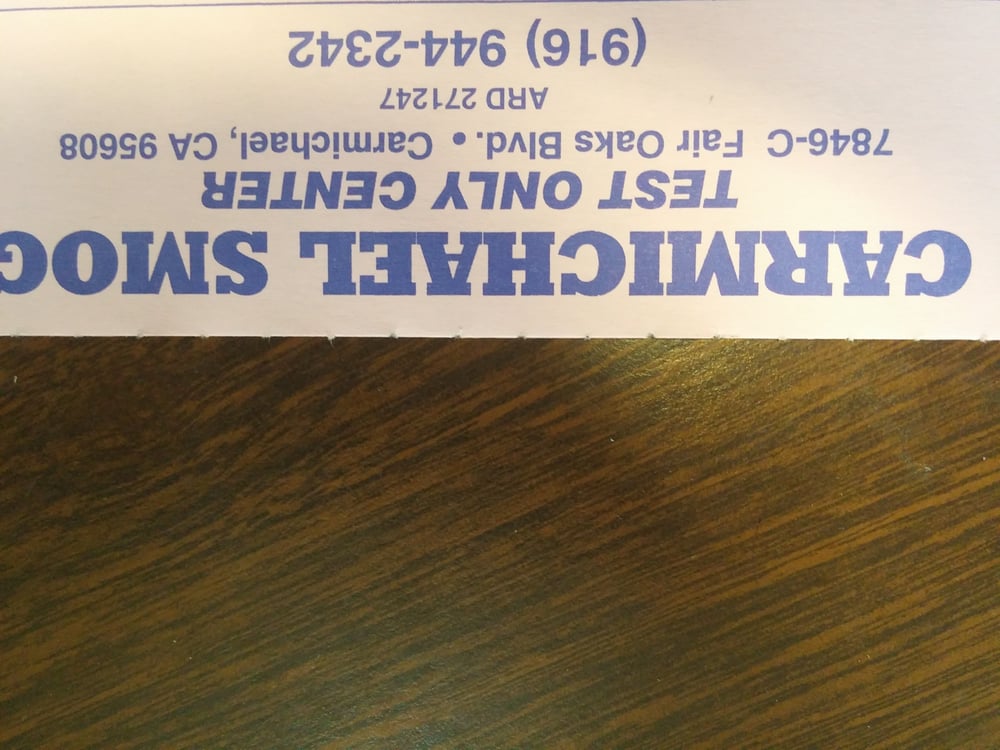 CARMICHAEL SMOG
TEST ONLY CENTER
7846-C Fair Oaks Blvd. • Carmichael, CA 95608
ARD 271247
(916) 944-2342